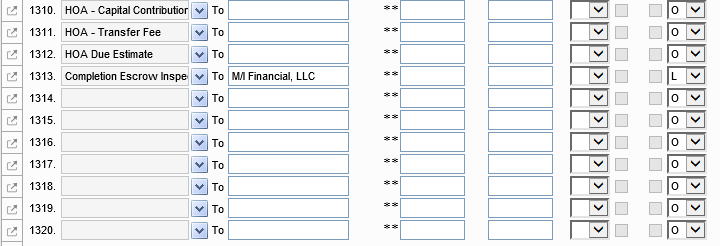 1310. HOA - Capital Contribution To ** O
1311. HOA - Transfer Fee To ** O
1312. HOA Due Estimate To ** O
1313. Completion Escrow Inspe To M/I Financial, LLC ** L
1314. To ** O
1315. To ** O
1316. To ** O
1317. To ** O
1318. To ** O
1319. To ** O
1320. To ** O